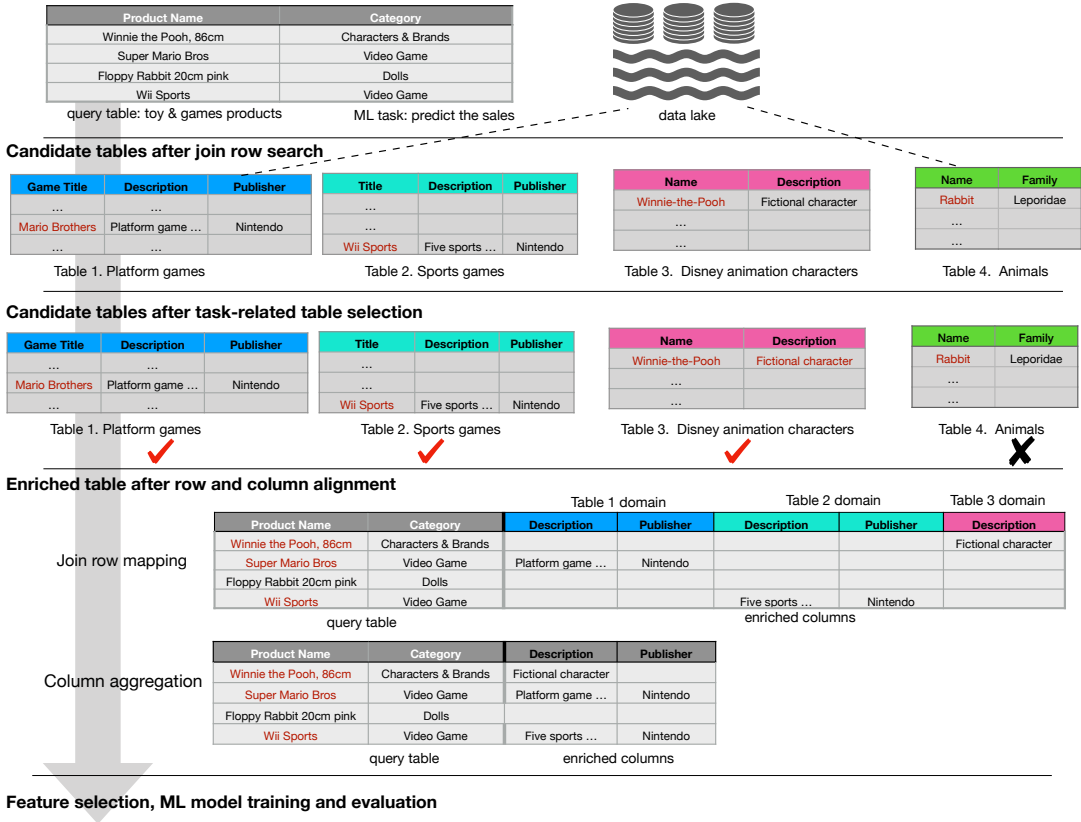 Product Name Category
Winnie the Pooh, 86cm Characters & Brands
Super Mario Bros Video Game
Floppy Rabbit 20cm pink Dolls
Wii Sports Video Game
query table: toy & games products ML task: predict the sales data lake
Candidate tables after join row search
Game Title Description Publisher
... ...
Mario Brothers Platform game ... Nintendo
... ...
Table 1. Platform games
Title Description Publisher
...
...
Wii Sports Five sports ... Nintendo
Table 2. Sports games
Name Description
Winnie-the-Pooh Fictional character
...
...
Table 3. Disney animation characters
Name Family
Rabbit Leporidae
...
...
Table 4. Animals
Candidate tables after task-related table selection
Game Title Description Publisher
... ...
Mario Brothers Platform game ... Nintendo
... ...
Table 1. Platform games
Title Description Publisher
...
...
Wii Sports Five sports ... Nintendo
Table 2. Sports games
Name Description
Winnie-the-Pooh Fictional character
...
...
Table 3. Disney animation characters
Name Family
Rabbit Leporidae
...
...
Table 4. Animals
Enriched table after row and column alignment
Table 1 domain Table 2 domain Table 3 domain
Product Name Category Description Publisher Description Publisher Description
Winnie the Pooh, 86cm Characters & Brands Fictional character
Join row mapping
Super Mario Bros Video Game Platform game ... Nintendo
Floppy Rabbit 20cm pink Dolls
Wii Sports Video Game Five sports ... Nintendo
query table enriched columns
Product Name Category Description Publisher
Winnie the Pooh, 86cm Characters & Brands Fictional character
Column aggregation
Super Mario Bros Video Game Platform game ... Nintendo
Floppy Rabbit 20cm pink Dolls
Wii Sports Video Game Five sports ... Nintendo
query table enriched columns
Feature selection, ML model training and evaluation